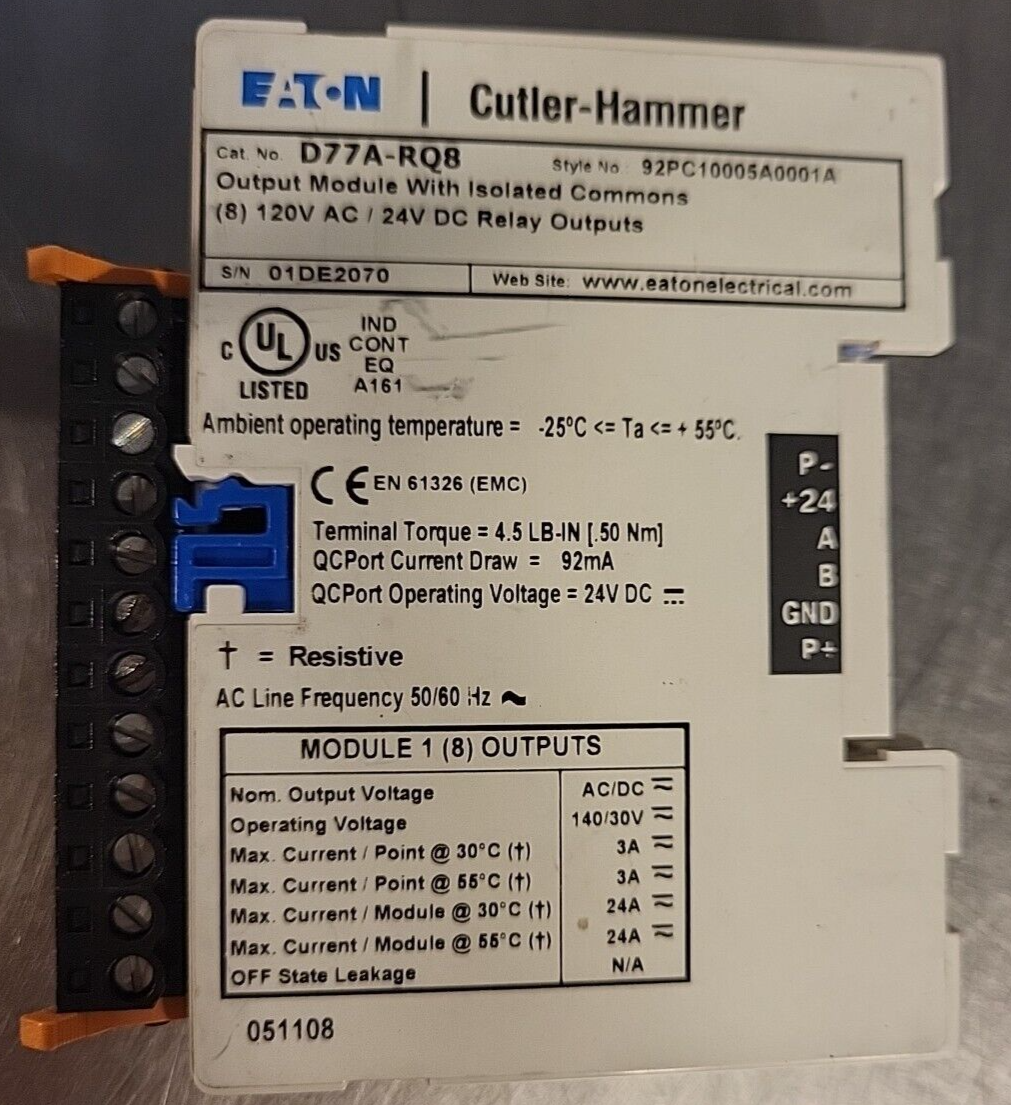 EATON | Cutler-Hammer
Cat. No. D77A-RQ8 Style No 92PC10005A0001A
Output Module With Isolated Commons
(8) 120V AC / 24V DC Relay Outputs
S/N 01DE2070 Web Site: www.eatonelectrical.com
C UL US
LISTED
IND
CONT
EQ
A161
Ambient operating temperature = -25°C <= Ta <= + 55°C.
CE EN 61326 (EMC)
Terminal Torque = 4.5 LB-IN [.50 Nm]
QCPort Current Draw = 92mA
QCPort Operating Voltage = 24V DC ⎓
P-
+24
A
B
GND
P+
† = Resistive
AC Line Frequency 50/60 Hz ~
MODULE 1 (8) OUTPUTS
Nom. Output Voltage AC/DC
Operating Voltage 140/30V
Max. Current / Point @ 30°C (†) 3A
Max. Current / Point @ 55°C (†) 3A
Max. Current / Module @ 30°C (†) 24A
Max. Current / Module @ 55°C (†) 24A
OFF State Leakage N/A
051108